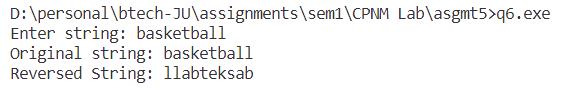 D:\personal\btech-JU\assignments\sem1\CPNM Lab\asgmt5>q6.exe
Enter string: basketball
Original string: basketball
Reversed String: llabteksab